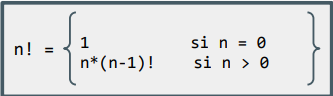 n! =
1 si n = 0
n*(n-1)! si n > 0